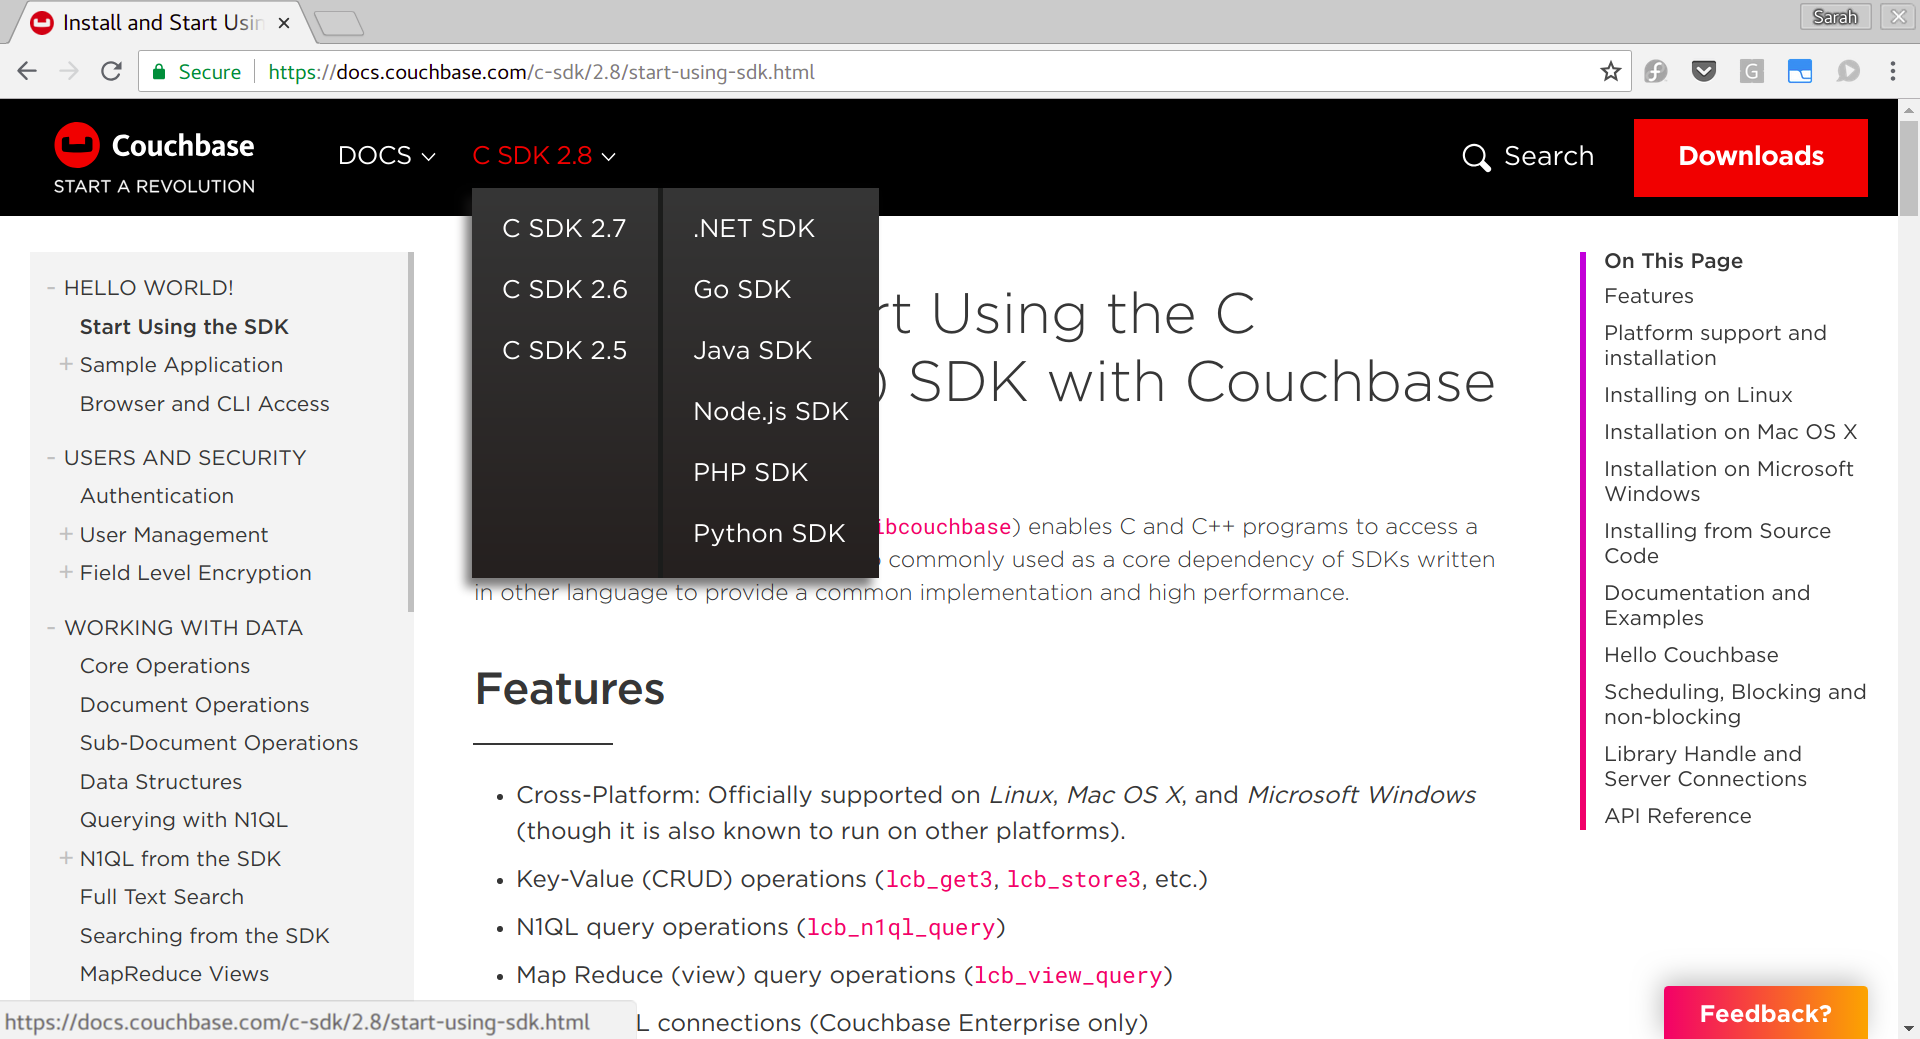 Install and Start Usin
Sarah
Secure
https://docs.couchbase.com/c-sdk/2.8/start-using-sdk.html
G
Couchbase
START A REVOLUTION
DOCS
C SDK 2.8
Search
Downloads
C SDK 2.7
C SDK 2.6
C SDK 2.5
.NET SDK
Go SDK
Java SDK
Node.js SDK
PHP SDK
Python SDK
- HELLO WORLD!
Start Using the SDK
+ Sample Application
Browser and CLI Access
- USERS AND SECURITY
Authentication
+ User Management
+ Field Level Encryption
- WORKING WITH DATA
Core Operations
Document Operations
Sub-Document Operations
Data Structures
Querying with N1QL
+ N1QL from the SDK
Full Text Search
Searching from the SDK
MapReduce Views
rt Using the C
) SDK with Couchbase
ibcouchbase) enables C and C++ programs to access a
commonly used as a core dependency of SDKs written
in other language to provide a common implementation and high performance.
Features
• Cross-Platform: Officially supported on Linux, Mac OS X, and Microsoft Windows
(though it is also known to run on other platforms).
• Key-Value (CRUD) operations (lcb_get3, lcb_store3, etc.)
• N1QL query operations (lcb_n1ql_query)
• Map Reduce (view) query operations (lcb_view_query)
L connections (Couchbase Enterprise only)
On This Page
Features
Platform support and
installation
Installing on Linux
Installation on Mac OS X
Installation on Microsoft
Windows
Installing from Source
Code
Documentation and
Examples
Hello Couchbase
Scheduling, Blocking and
non-blocking
Library Handle and
Server Connections
API Reference
Feedback?
https://docs.couchbase.com/c-sdk/2.8/start-using-sdk.html